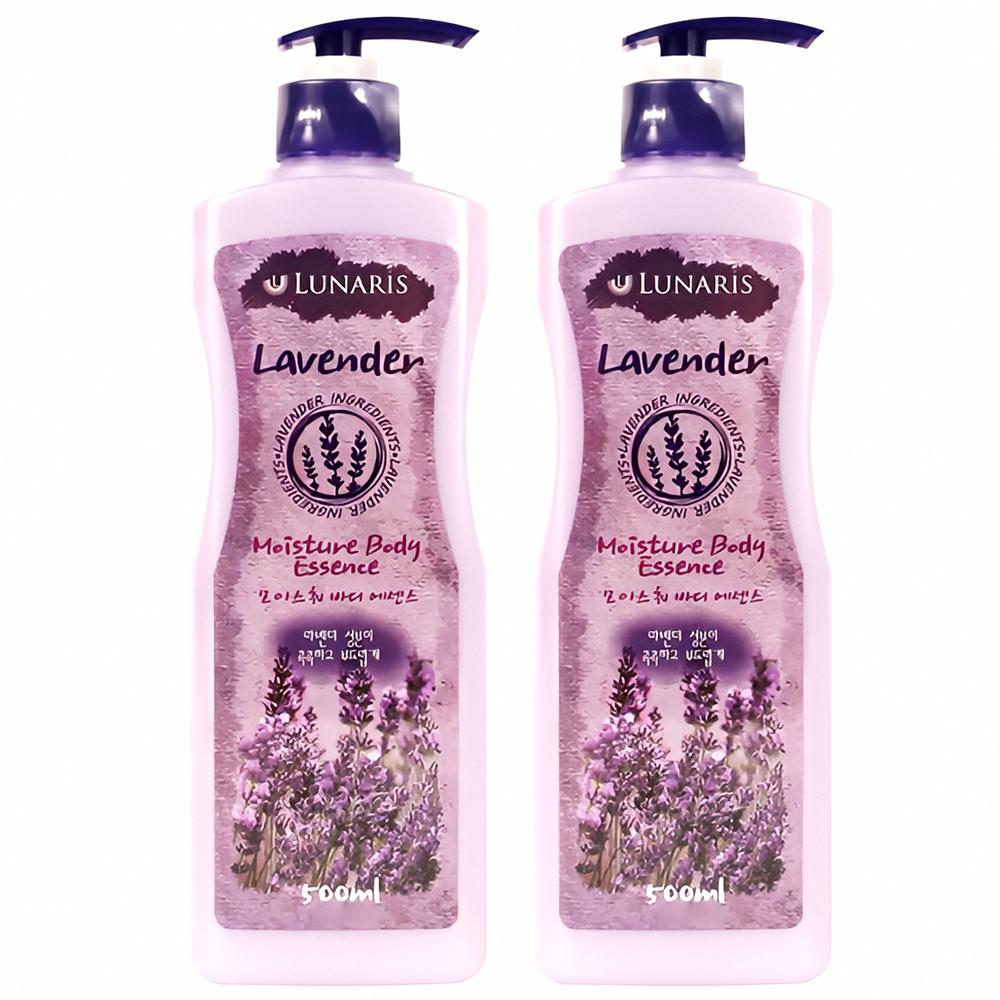 LUNARIS
Lavender
LAVENDER INGREDIENTS•LAVENDER INGREDIENTS•
Moisture Body
Essence
모이스춰 바디 에센스
500ml
LUNARIS
Lavender
LAVENDER INGREDIENTS•LAVENDER INGREDIENTS•
Moisture Body
Essence
모이스춰 바디 에센스
500ml